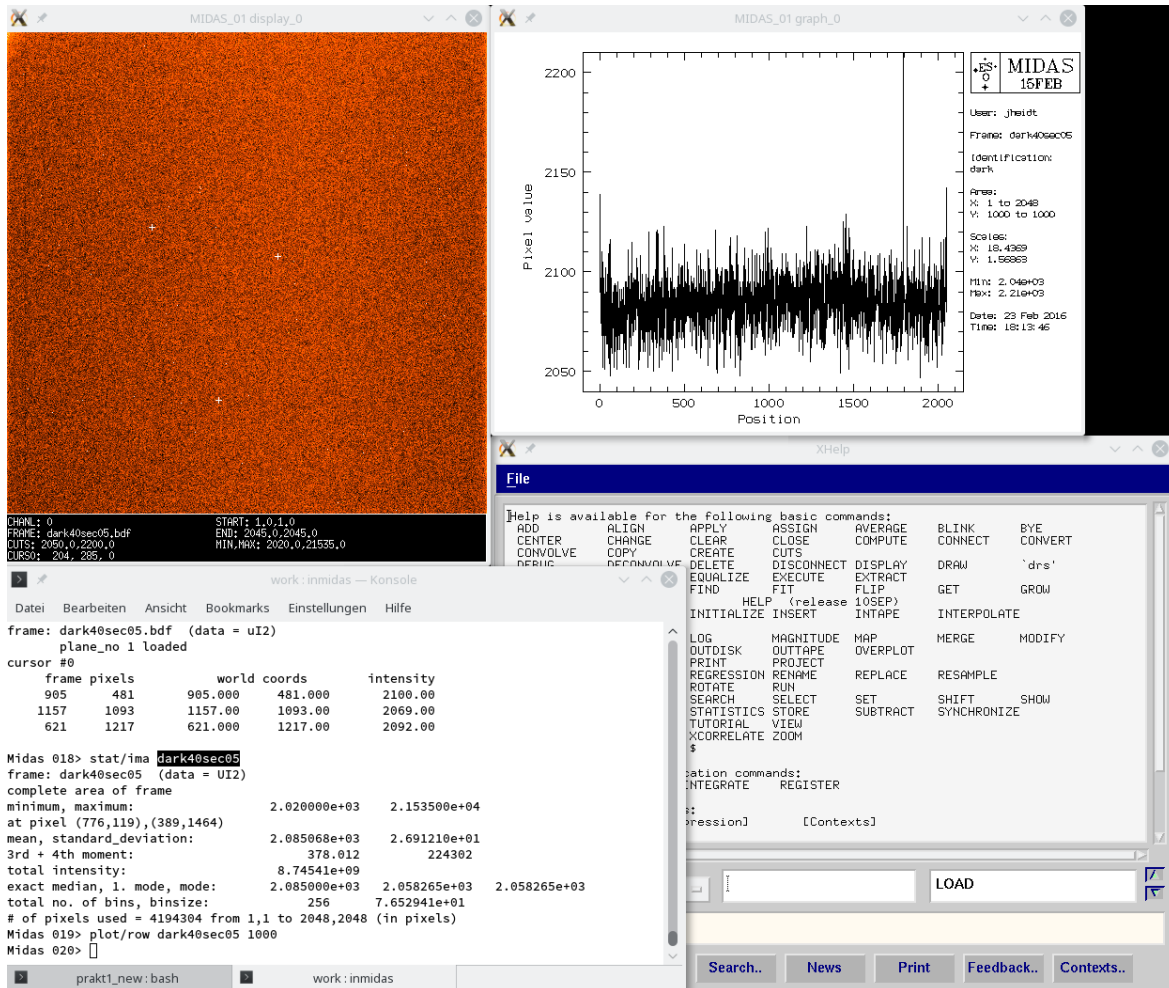 MIDAS_01 display_0
CHANL: 0
FRAME: dark40sec05.bdf
CUTS: 2050.0,2200.0
CURSO: 204, 285, 0
START: 1.0,1.0
END: 2045.0,2045.0
MIN,MAX: 2020.0,21535.0
MIDAS_01 graph_0
2200
2150
2100
2050
Pixel value
0 500 1000 1500 2000
Position
ES
O
MIDAS
15FEB
User: jheidt
Frame: dark40sec05
Identification:
dark
Area:
X: 1 to 2048
Y: 1000 to 1000
Scales:
X: 18.4369
Y: 1.56863
Min: 2.04e+03
Max: 2.21e+03
Date: 23 Feb 2016
Time: 18:13:46
XHelp
File
Help is available for the following basic commands:
ADD ALIGN APPLY ASSIGN AVERAGE BLINK BYE
CENTER CHANGE CLEAR CLOSE COMPUTE CONNECT CONVERT
CONVOLVE COPY CREATE CUTS
DEBUG DECONVOLVE DELETE DISCONNECT DISPLAY DRAW `drs'
EQUALIZE EXECUTE EXTRACT
FIND FIT FLIP GET GROW
HELP (release 10SEP)
INITIALIZE INSERT INTAPE INTERPOLATE
LOG MAGNITUDE MAP MERGE MODIFY
OUTDISK OUTTAPE OVERPLOT
PRINT PROJECT
REGRESSION RENAME REPLACE RESAMPLE
ROTATE RUN
SEARCH SELECT SET SHIFT SHOW
STATISTICS STORE SUBTRACT SYNCHRONIZE
TUTORIAL VIEW
XCORRELATE ZOOM
$
cation commands:
NTEGRATE REGISTER
s:
pression] [Contexts]
LOAD
Search.. News Print Feedback.. Contexts..
work : inmidas — Konsole
Datei Bearbeiten Ansicht Bookmarks Einstellungen Hilfe
frame: dark40sec05.bdf (data = uI2)
plane_no 1 loaded
cursor #0
frame pixels world coords intensity
905 481 905.000 481.000 2100.00
1157 1093 1157.00 1093.00 2069.00
621 1217 621.000 1217.00 2092.00
Midas 018> stat/ima dark40sec05
frame: dark40sec05 (data = UI2)
complete area of frame
minimum, maximum: 2.020000e+03 2.153500e+04
at pixel (776,119),(389,1464)
mean, standard_deviation: 2.085068e+03 2.691210e+01
3rd + 4th moment: 378.012 224302
total intensity: 8.74541e+09
exact median, 1. mode, mode: 2.085000e+03 2.058265e+03 2.058265e+03
total no. of bins, binsize: 256 7.652941e+01
# of pixels used = 4194304 from 1,1 to 2048,2048 (in pixels)
Midas 019> plot/row dark40sec05 1000
Midas 020>
prakt1_new : bash
work : inmidas